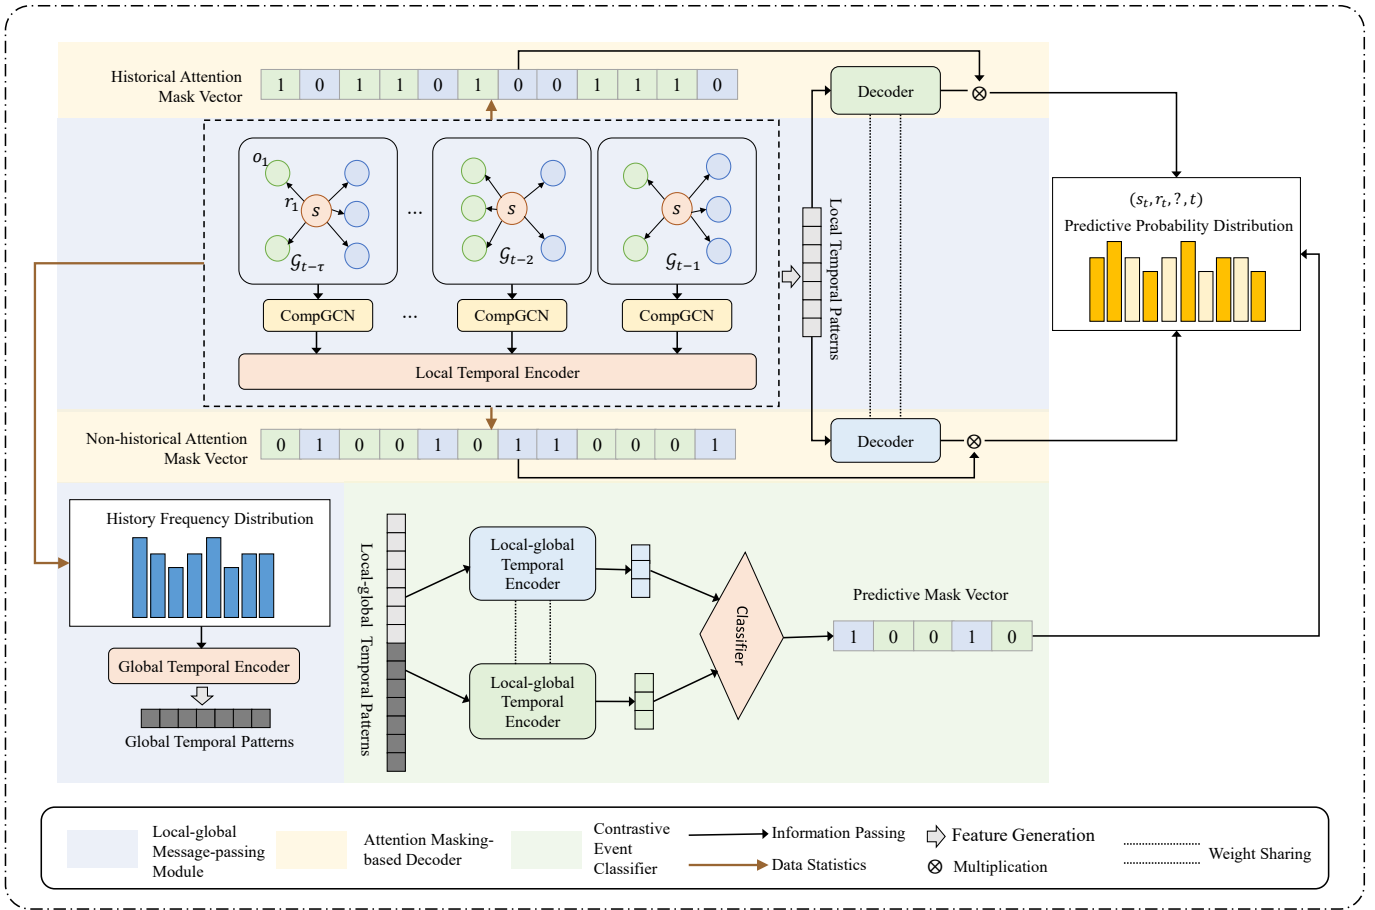 Historical Attention
Mask Vector
1 0 1 1 0 1 0 0 1 1 1 0
Decoder
o₁
r₁
s
𝒢ₜ₋τ
...
s
𝒢ₜ₋₂
s
𝒢ₜ₋₁
CompGCN
...
CompGCN
CompGCN
Local Temporal Encoder
Local Temporal Patterns
(sₜ, rₜ, ?, t)
Predictive Probability Distribution
Non-historical Attention
Mask Vector
0 1 0 0 1 0 1 1 0 0 0 1
Decoder
History Frequency Distribution
Global Temporal Encoder
Global Temporal Patterns
Local-global Temporal Patterns
Local-global
Temporal
Encoder
Local-global
Temporal
Encoder
Classifier
Predictive Mask Vector
1 0 0 1 0
Local-global
Message-passing
Module
Attention Masking-
based Decoder
Contrastive
Event
Classifier
Information Passing
Data Statistics
Feature Generation
Multiplication
Weight Sharing